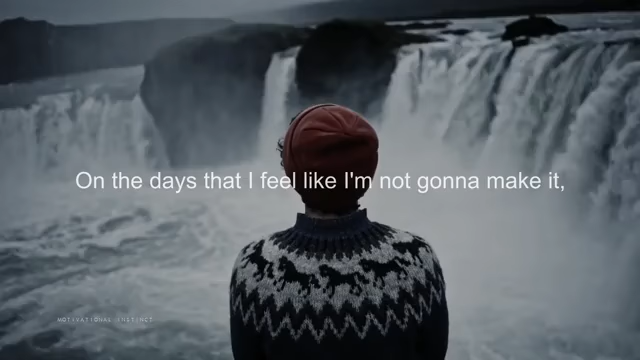 On the days that I feel like I'm not gonna make it,
MOTIVATIONAL INSTINCT